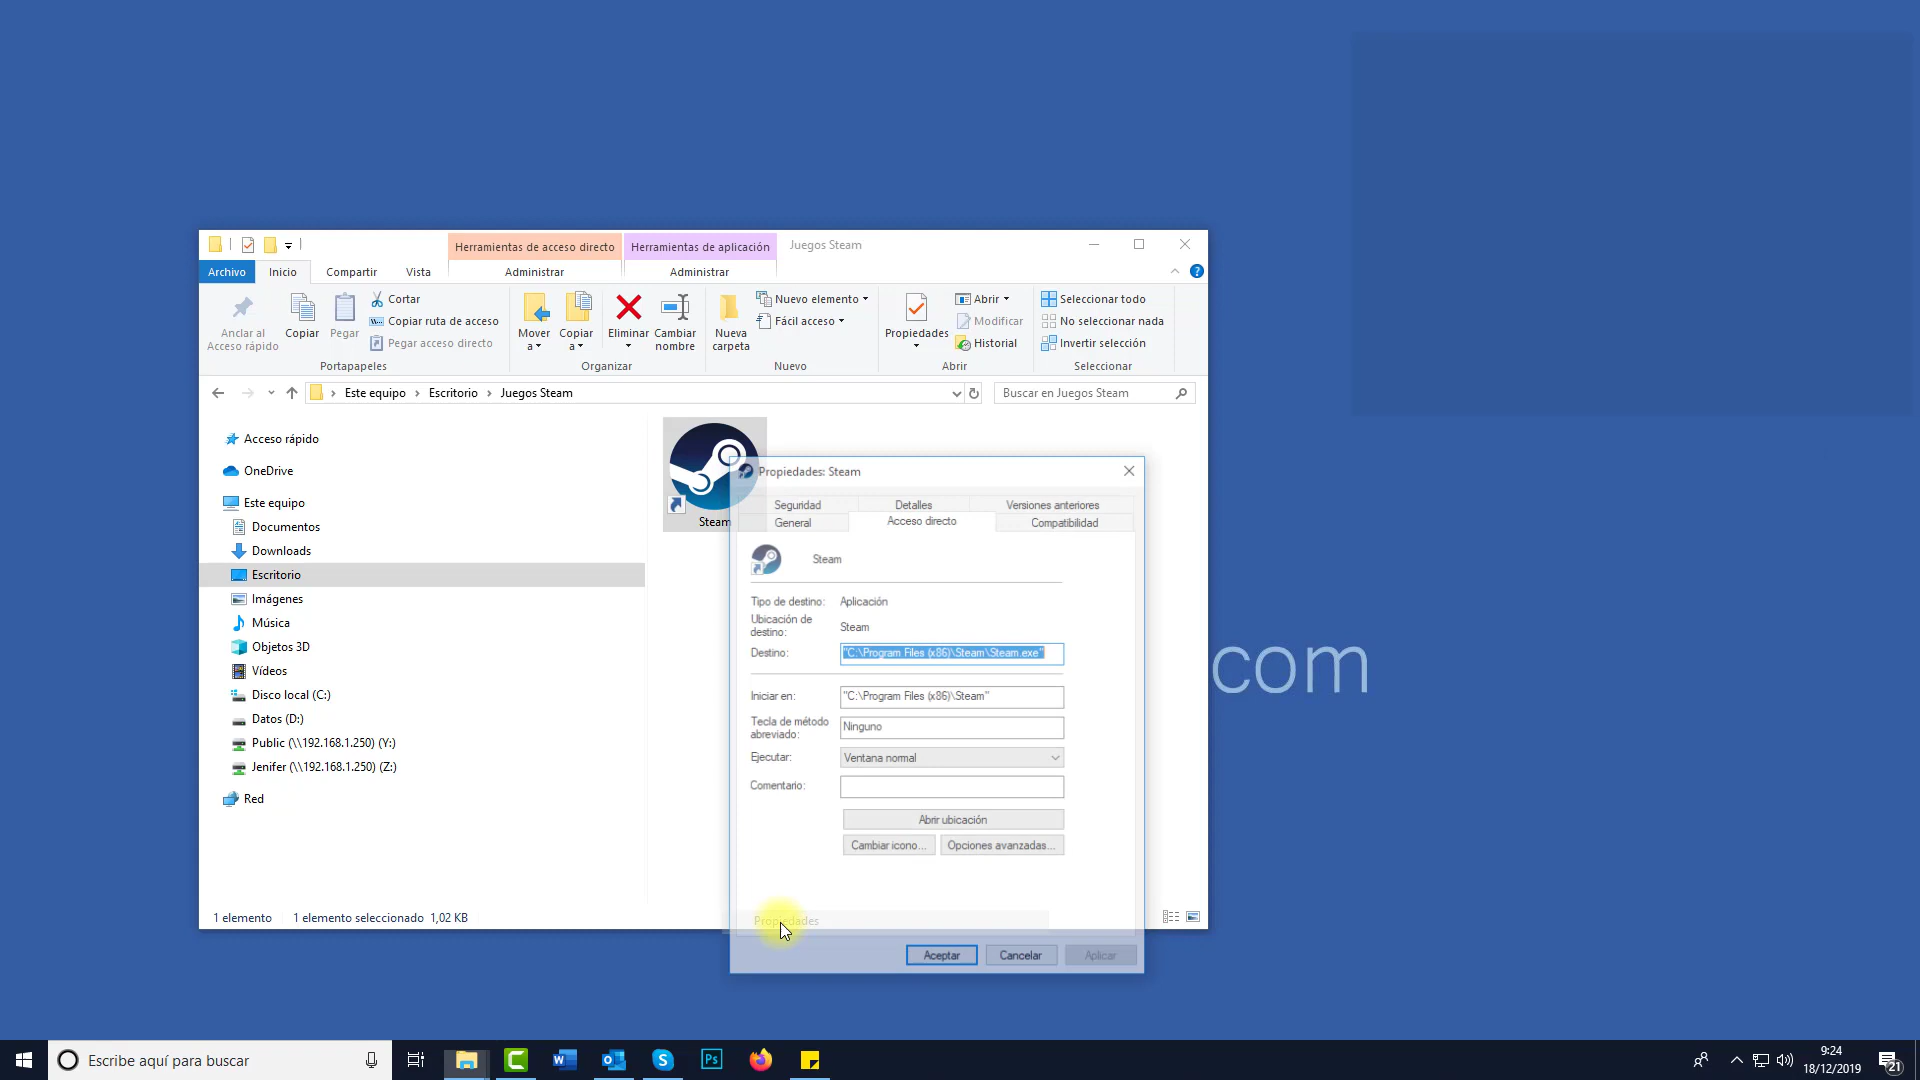 Herramientas de acceso directo
Herramientas de aplicación
Juegos Steam
Archivo
Inicio
Compartir
Vista
Administrar
Administrar
Anclar al
Acceso rápido
Copiar
Pegar
Cortar
Copiar ruta de acceso
Pegar acceso directo
Mover
a
Copiar
a
Eliminar
Cambiar
nombre
Nueva
carpeta
Nuevo elemento
Fácil acceso
Propiedades
Abrir
Modificar
Historial
Seleccionar todo
No seleccionar nada
Invertir selección
Portapapeles
Organizar
Nuevo
Abrir
Seleccionar
Este equipo
Escritorio
Juegos Steam
Buscar en Juegos Steam
Acceso rápido
OneDrive
Este equipo
Documentos
Downloads
Escritorio
Imágenes
Música
Objetos 3D
Vídeos
Disco local (C:)
Datos (D:)
Public (\\192.168.1.250) (Y:)
Jenifer (\\192.168.1.250) (Z:)
Red
Steam
1 elemento
1 elemento seleccionado 1,02 KB
Propiedades: Steam
Seguridad
Detalles
Versiones anteriores
General
Acceso directo
Compatibilidad
Steam
Tipo de destino:
Aplicación
Ubicación de
destino:
Steam
Destino:
"C:\Program Files (x86)\Steam\Steam.exe"
Iniciar en:
"C:\Program Files (x86)\Steam"
Tecla de método
abreviado:
Ninguno
Ejecutar:
Ventana normal
Comentario:
Abrir ubicación
Cambiar icono...
Opciones avanzadas...
Propiedades
Aceptar
Cancelar
Aplicar
com
Escribe aquí para buscar
9:24
18/12/2019
21